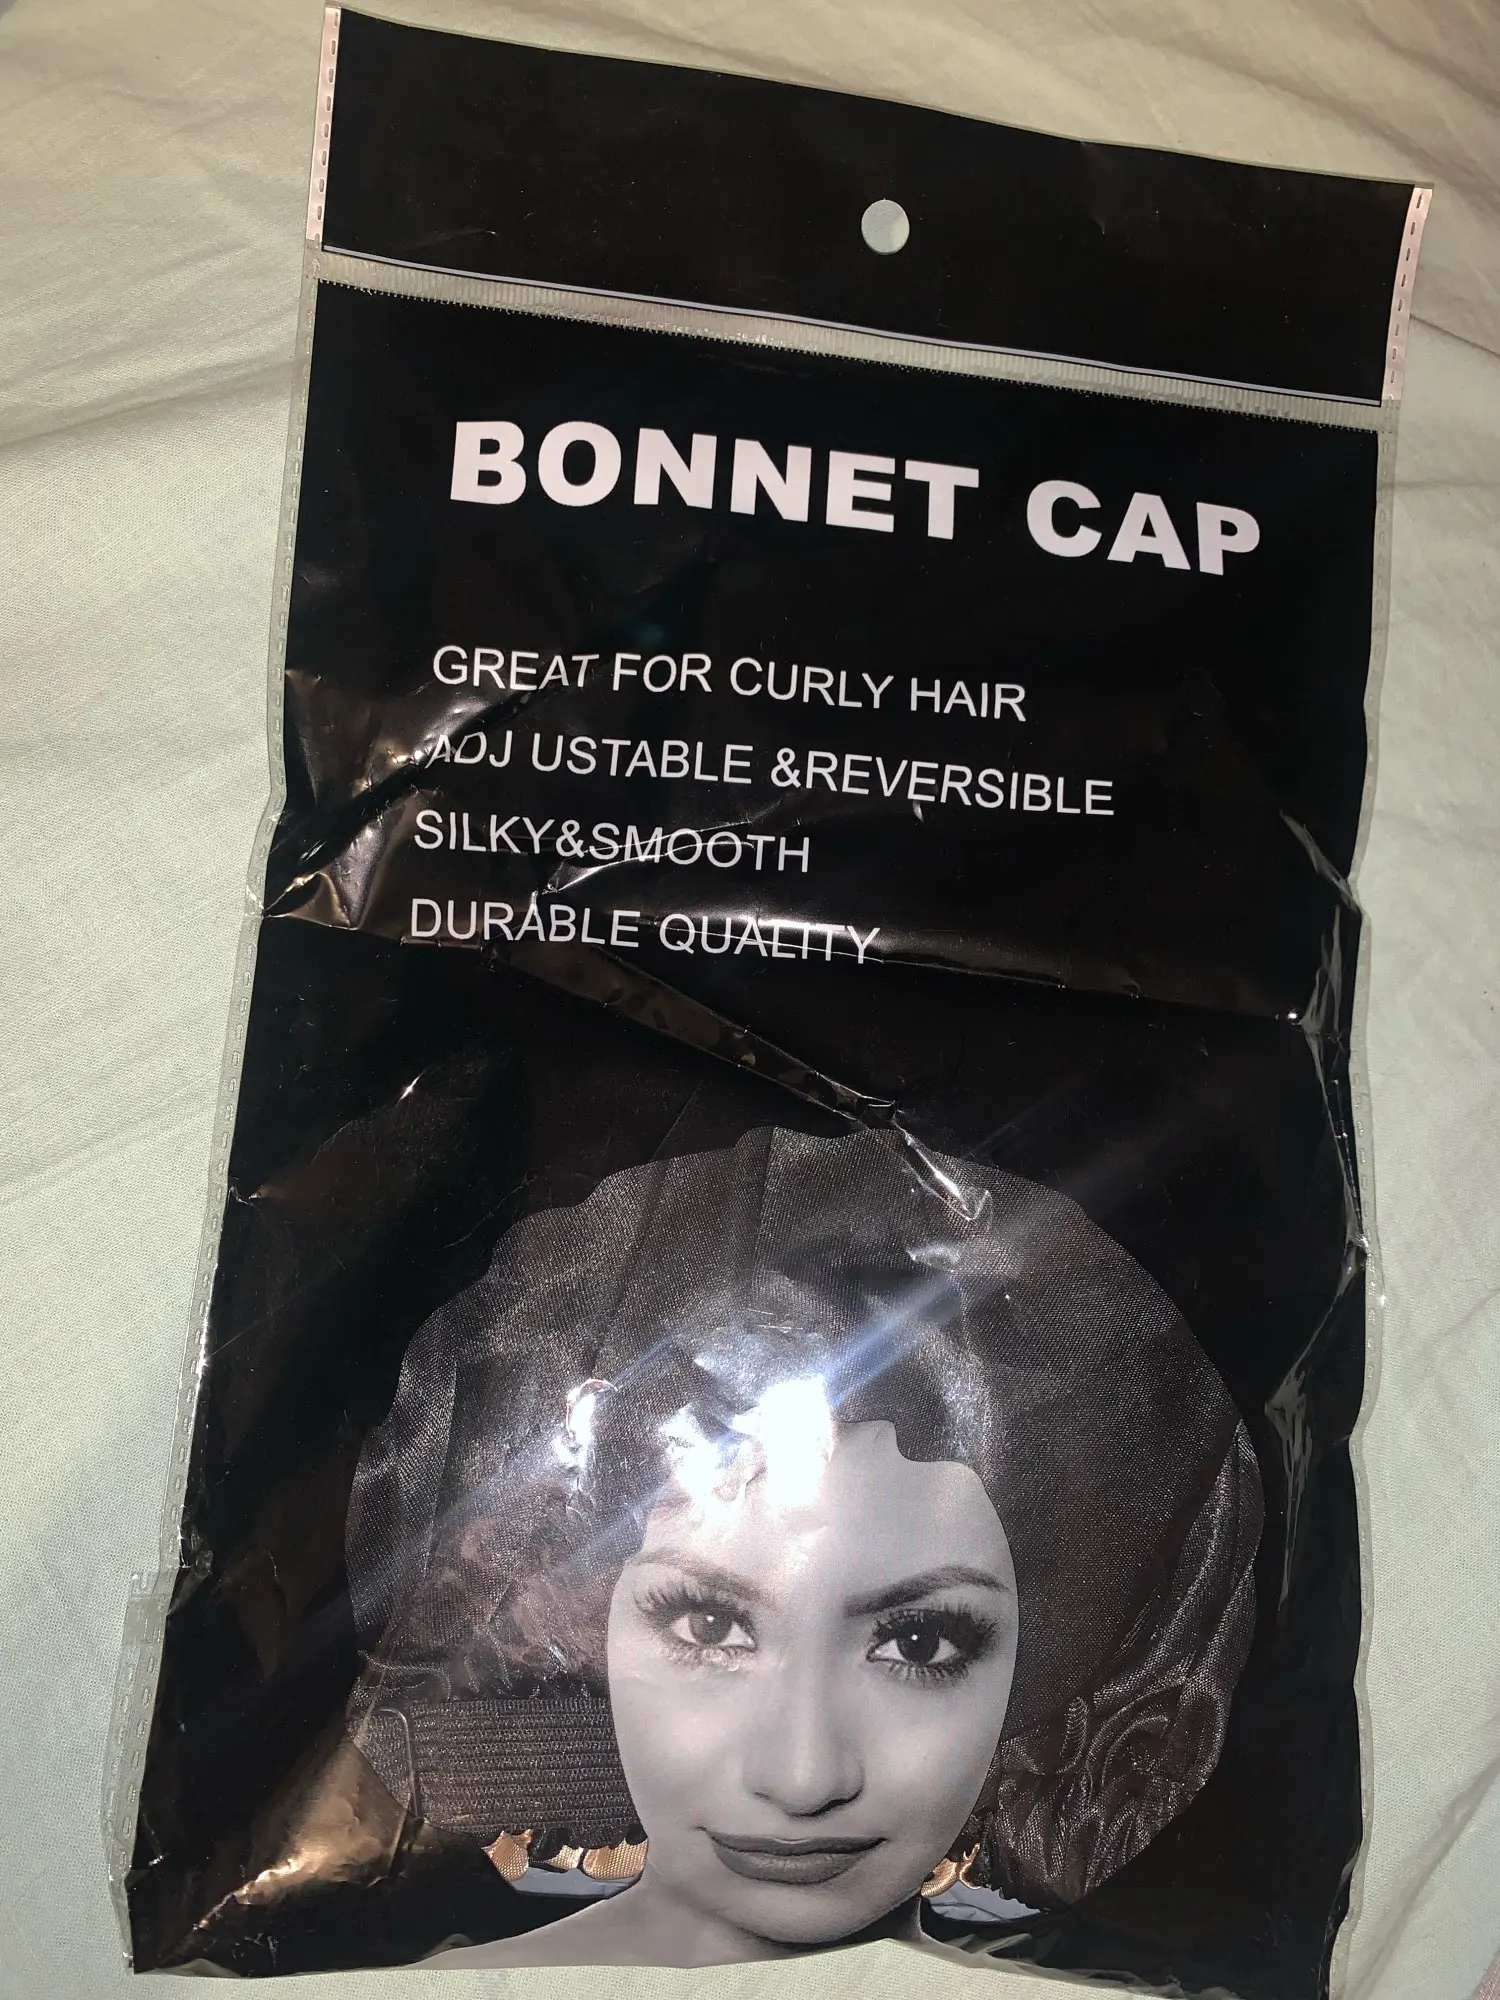 BONNET CAP
GREAT FOR CURLY HAIR
ADJ USTABLE &REVERSIBLE
SILKY&SMOOTH
DURABLE QUALITY